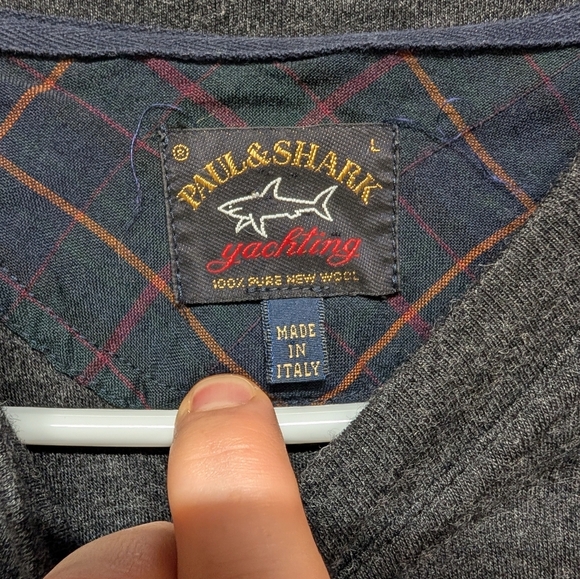 ® L
PAUL&SHARK
yachting
100% PURE NEW WOOL
MADE
IN
ITALY